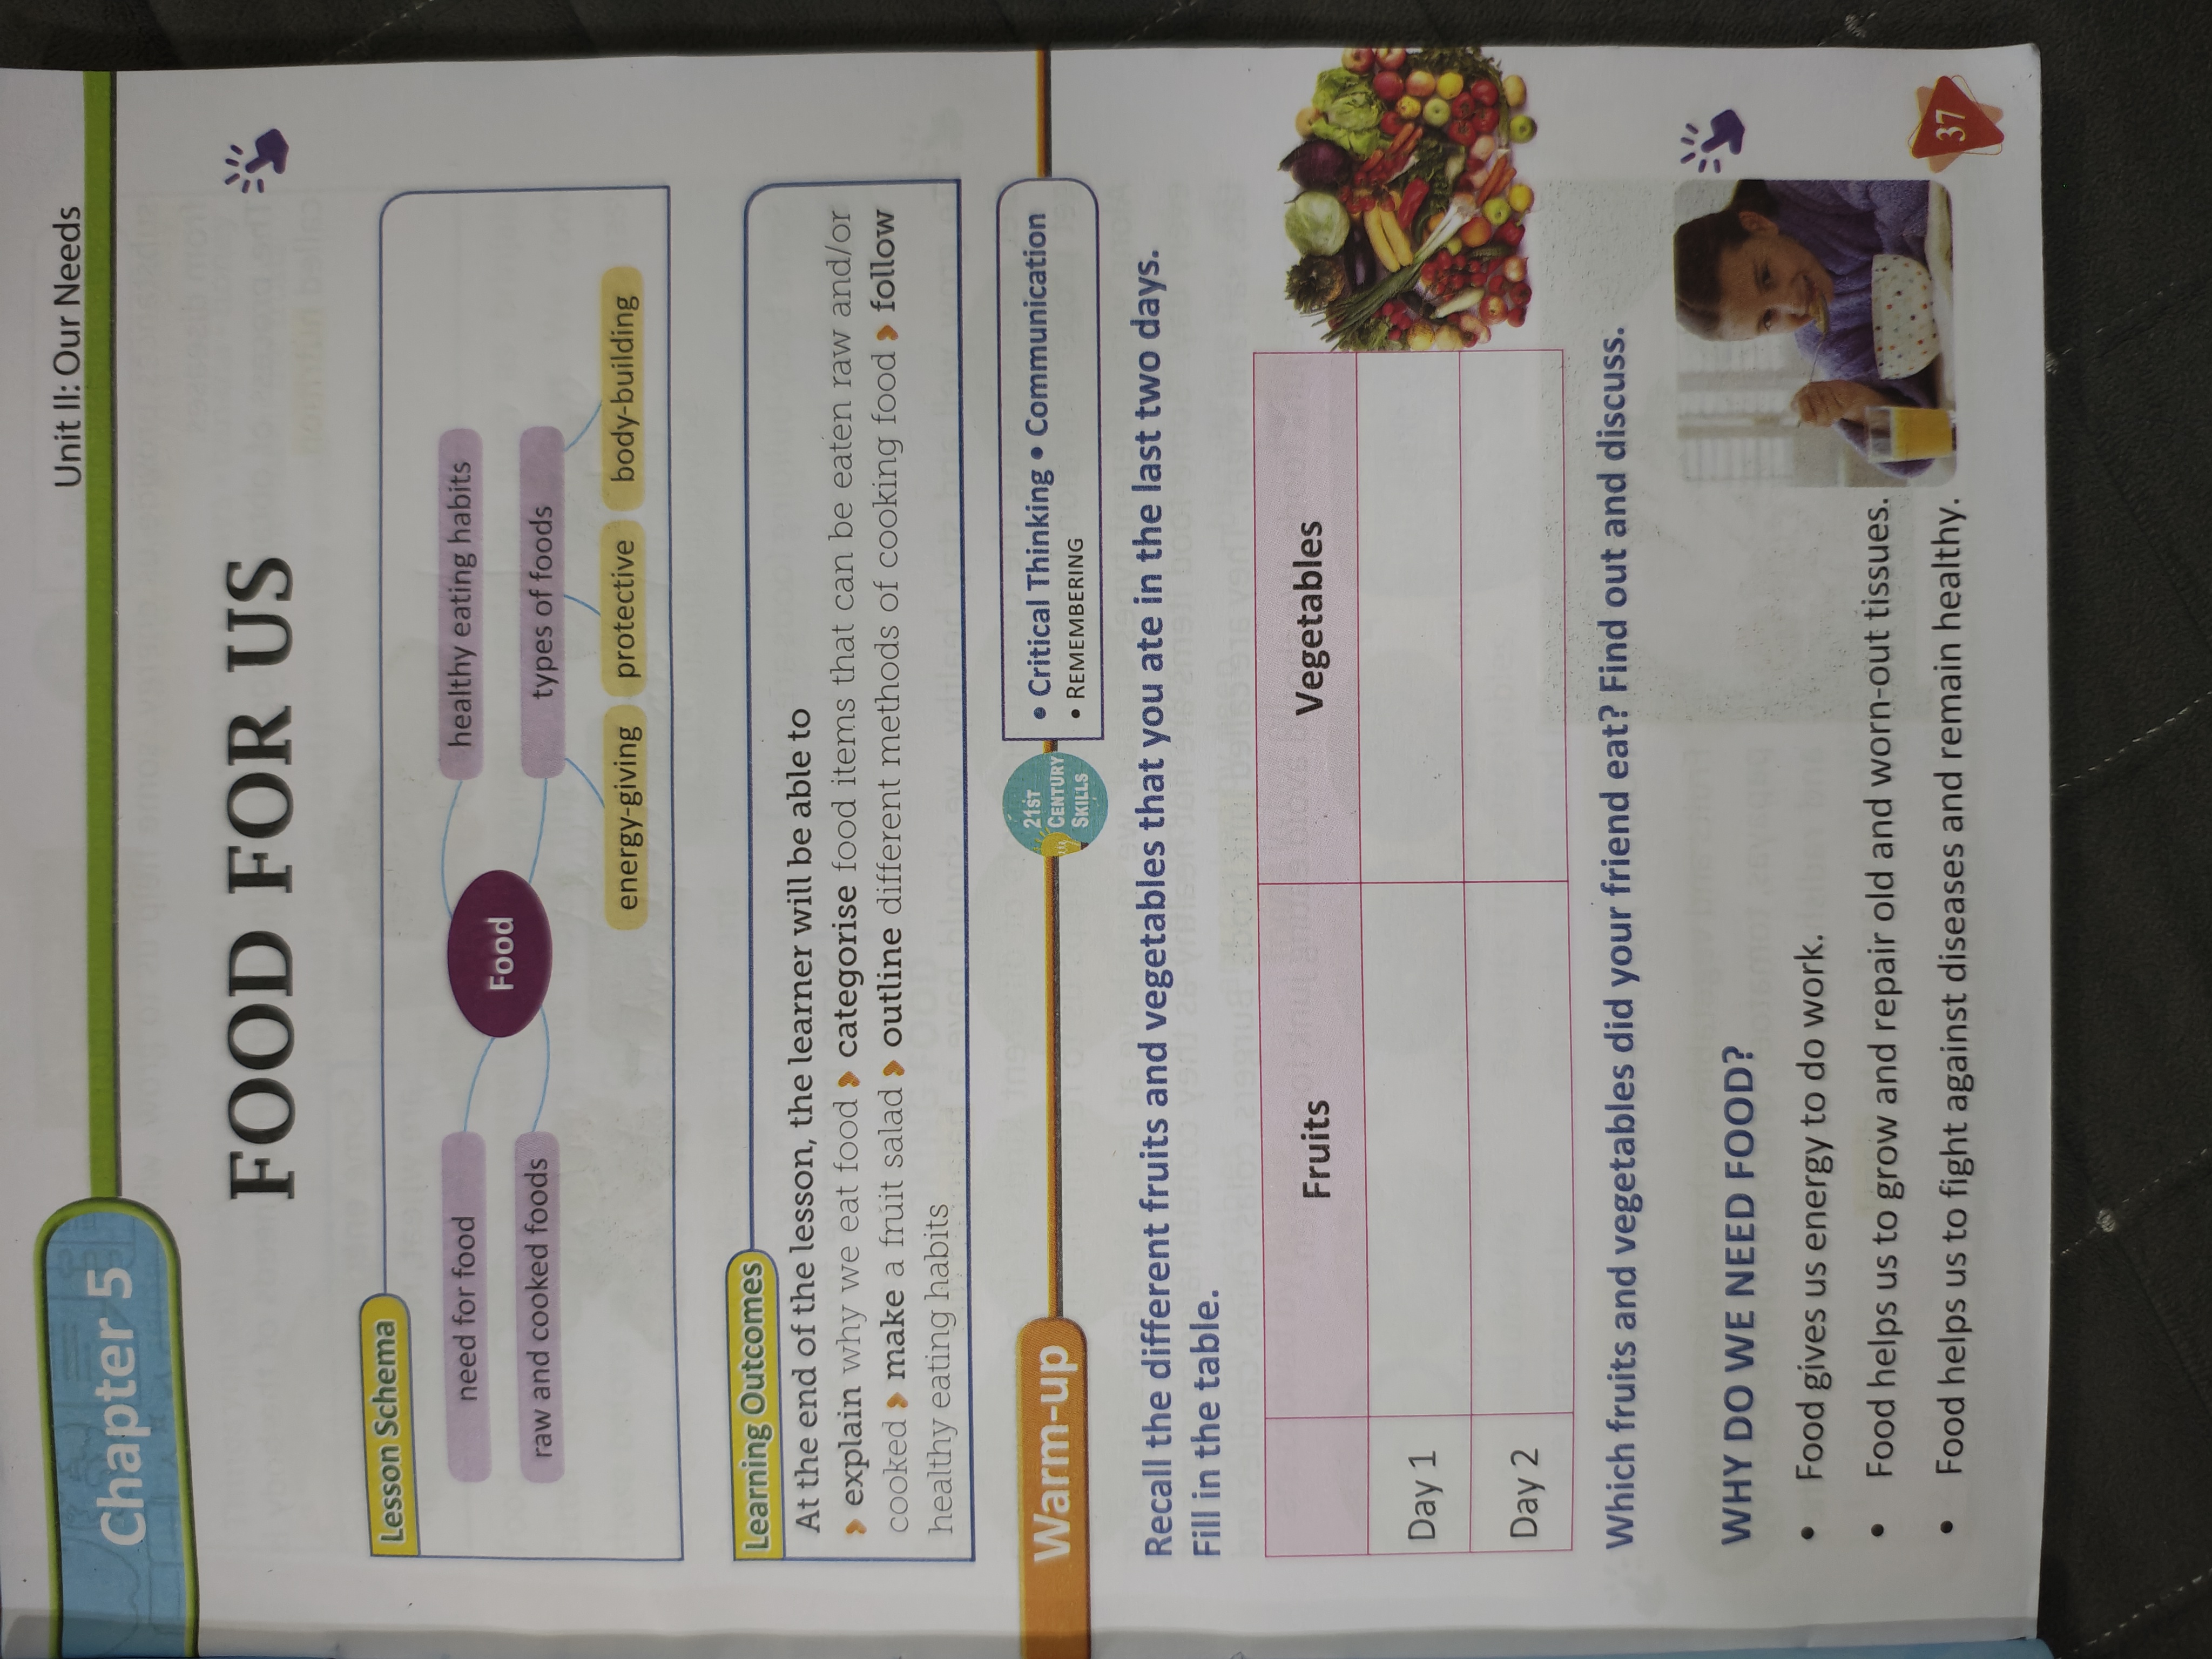 Unit II: Our Needs
Chapter 5
FOOD FOR US
Lesson Schema
need for food
raw and cooked foods
Food
healthy eating habits
types of foods
energy-giving
protective
body-building
Learning Outcomes
At the end of the lesson, the learner will be able to
explain why we eat food categorise food items that can be eaten raw and/or
cooked make a fruit salad outline different methods of cooking food follow
healthy eating habits
Warm-up
21ST
CENTURY
SKILLS
• Critical Thinking • Communication
• REMEMBERING
Recall the different fruits and vegetables that you ate in the last two days.
Fill in the table.
Fruits Vegetables
Day 1
Day 2
Which fruits and vegetables did your friend eat? Find out and discuss.
WHY DO WE NEED FOOD?
• Food gives us energy to do work.
• Food helps us to grow and repair old and worn-out tissues.
• Food helps us to fight against diseases and remain healthy.
37